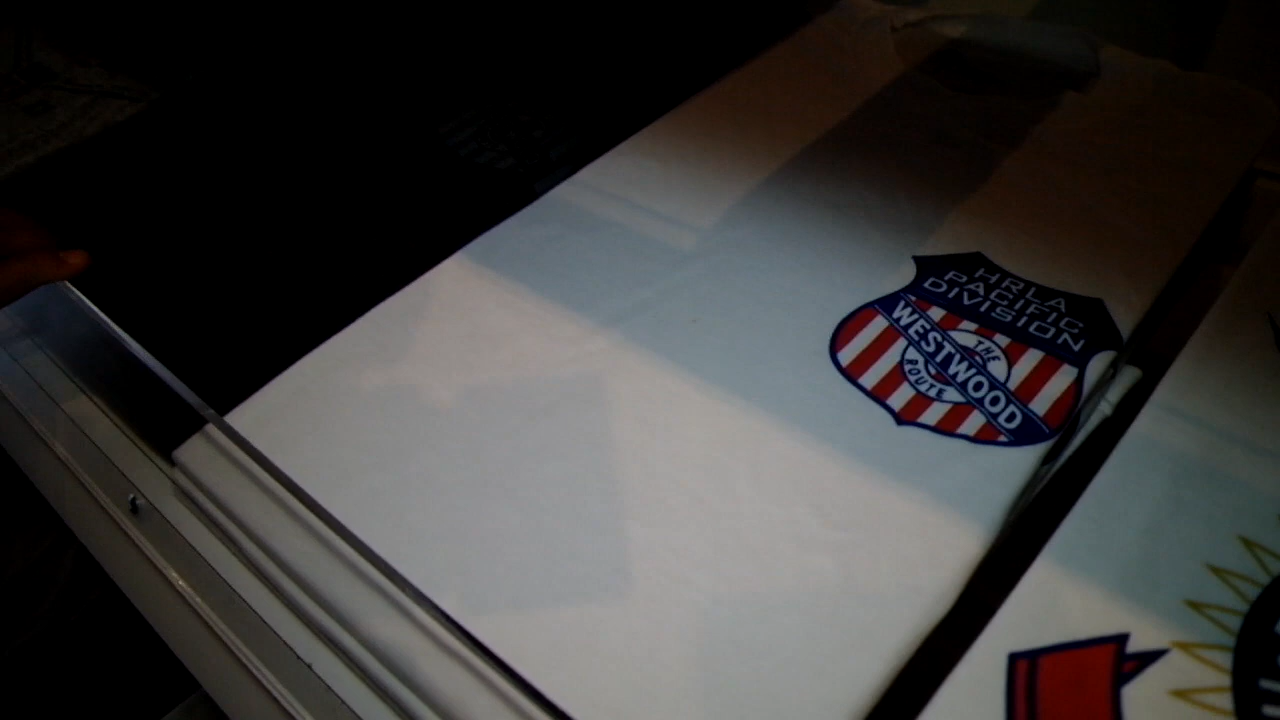 HRLA
PACIFIC
DIVISION
WESTWOOD
THE
ROUTE